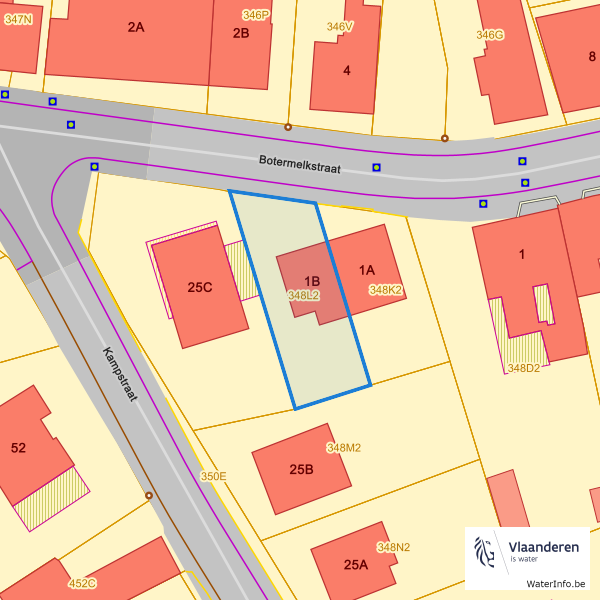 347N
2A
346P
2B
346V
4
346G
8
Botermelkstraat
25C
1B
348L2
1A
348K2
1
348D2
Kampstraat
52
350E
348M2
25B
452C
348N2
25A
Vlaanderen
is water
WaterInfo.be